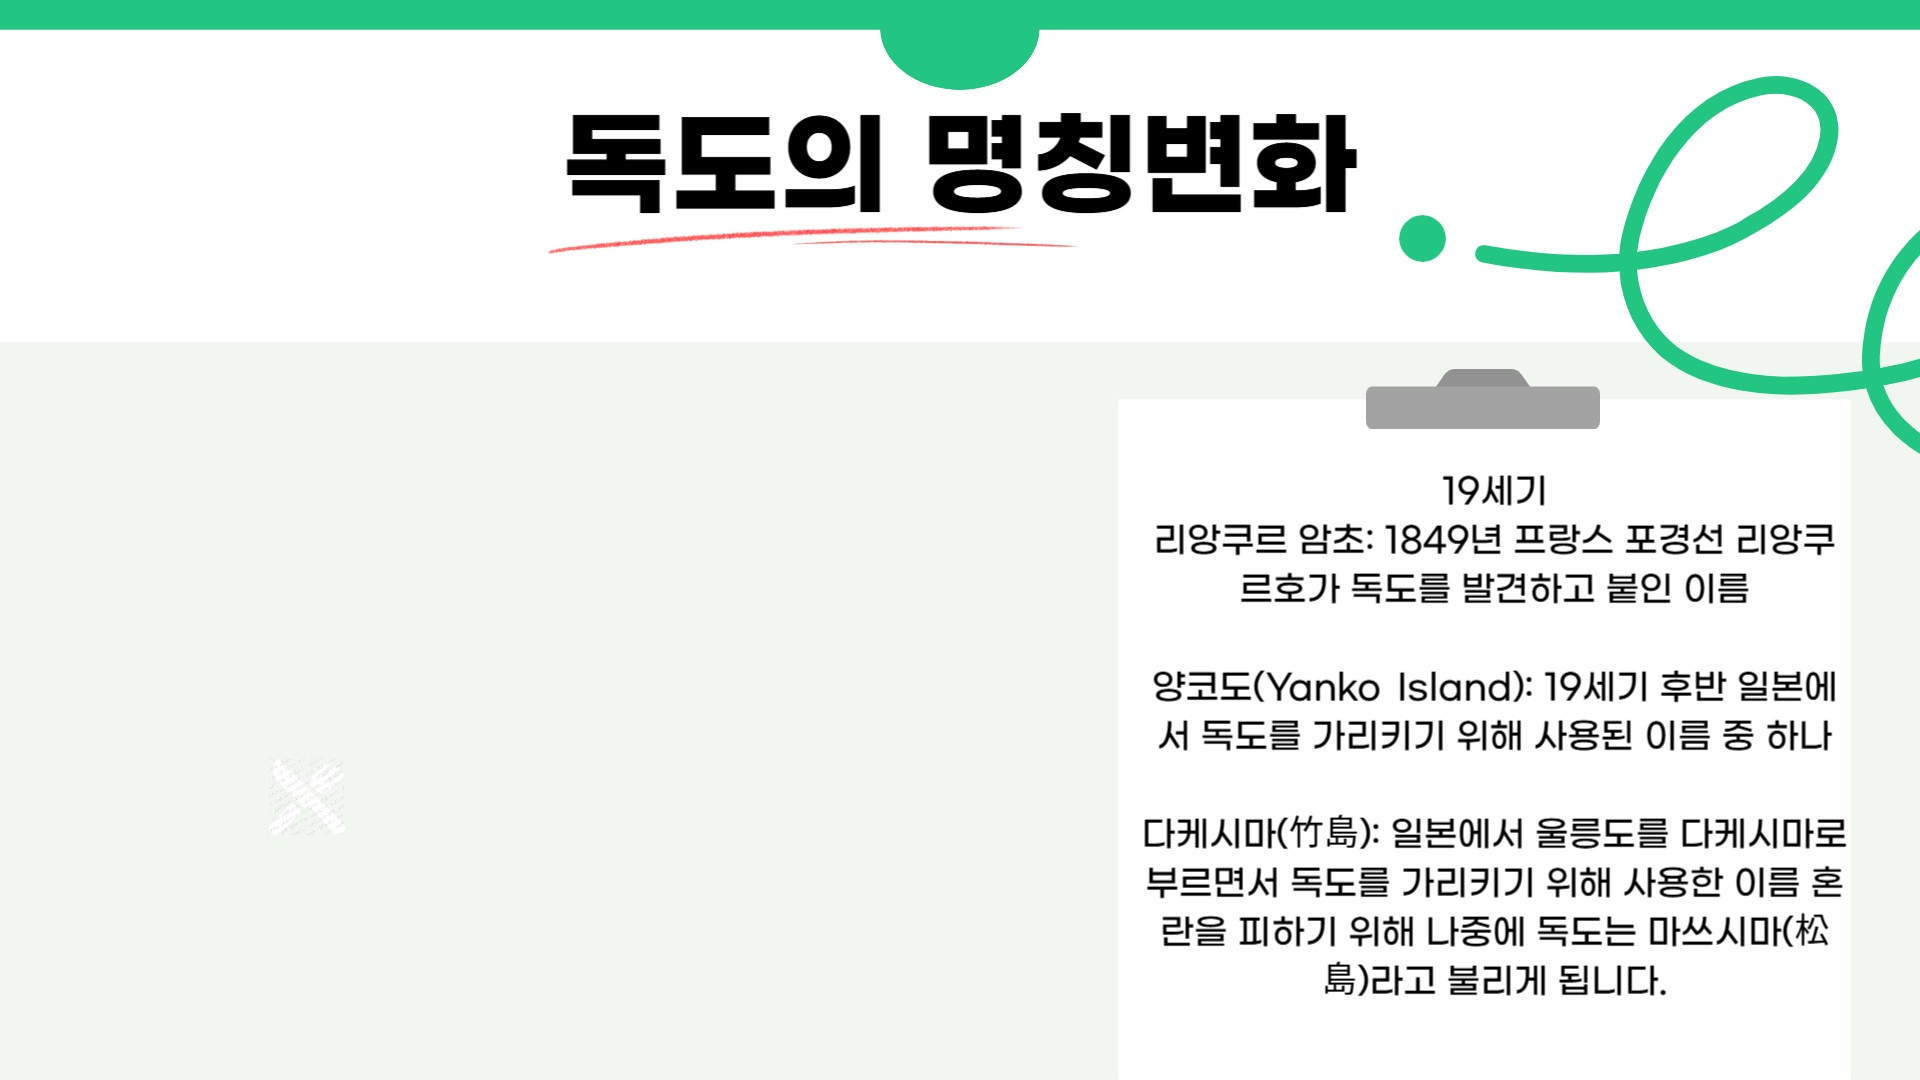 독도의 명칭변화
19세기
리앙쿠르 암초: 1849년 프랑스 포경선 리앙쿠
르호가 독도를 발견하고 붙인 이름
양코도(Yanko Island): 19세기 후반 일본에
서 독도를 가리키기 위해 사용된 이름 중 하나
다케시마(竹島): 일본에서 울릉도를 다케시마로
부르면서 독도를 가리키기 위해 사용한 이름 혼
란을 피하기 위해 나중에 독도는 마쓰시마(松
島)라고 불리게 됩니다.